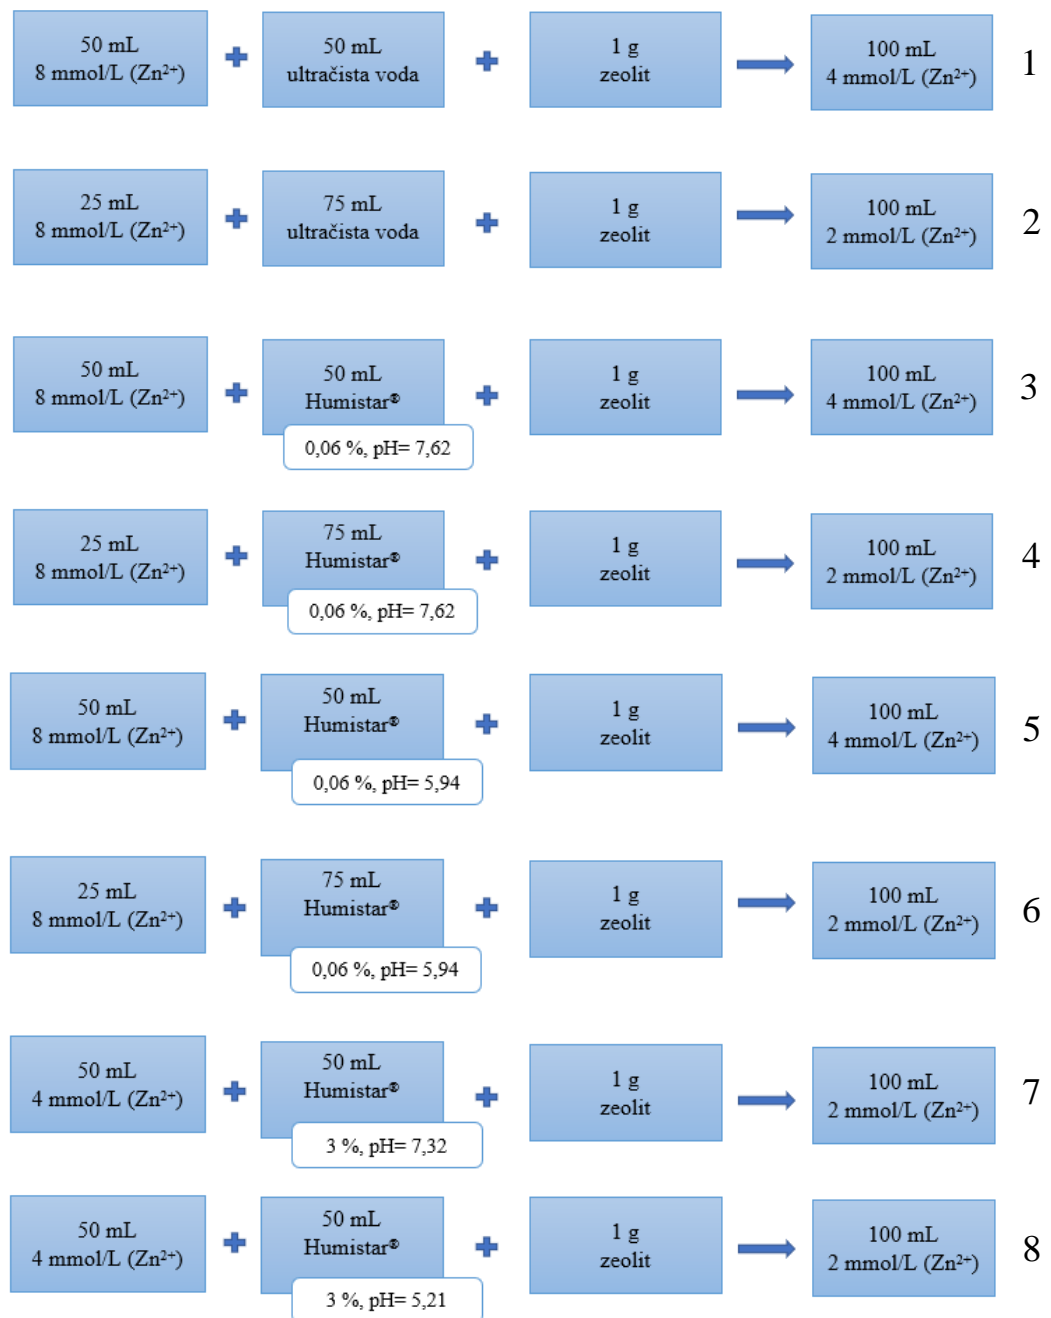 50 mL
8 mmol/L (Zn²⁺)
50 mL
ultračista voda
1 g
zeolit
100 mL
4 mmol/L (Zn²⁺)
1
25 mL
8 mmol/L (Zn²⁺)
75 mL
ultračista voda
1 g
zeolit
100 mL
2 mmol/L (Zn²⁺)
2
50 mL
8 mmol/L (Zn²⁺)
50 mL
Humistar®
0,06 %, pH= 7,62
1 g
zeolit
100 mL
4 mmol/L (Zn²⁺)
3
25 mL
8 mmol/L (Zn²⁺)
75 mL
Humistar®
0,06 %, pH= 7,62
1 g
zeolit
100 mL
2 mmol/L (Zn²⁺)
4
50 mL
8 mmol/L (Zn²⁺)
50 mL
Humistar®
0,06 %, pH= 5,94
1 g
zeolit
100 mL
4 mmol/L (Zn²⁺)
5
25 mL
8 mmol/L (Zn²⁺)
75 mL
Humistar®
0,06 %, pH= 5,94
1 g
zeolit
100 mL
2 mmol/L (Zn²⁺)
6
50 mL
4 mmol/L (Zn²⁺)
50 mL
Humistar®
3 %, pH= 7,32
1 g
zeolit
100 mL
2 mmol/L (Zn²⁺)
7
50 mL
4 mmol/L (Zn²⁺)
50 mL
Humistar®
3 %, pH= 5,21
1 g
zeolit
100 mL
2 mmol/L (Zn²⁺)
8